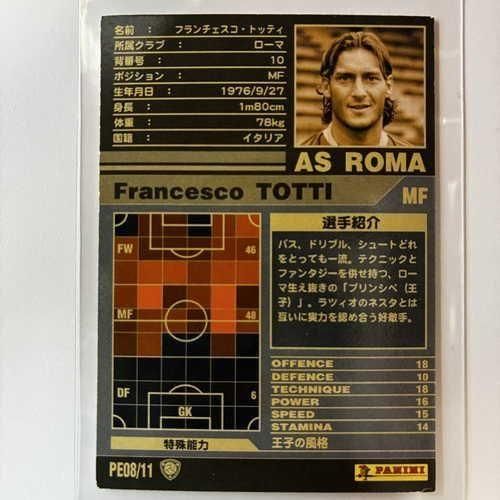 名前 : フランチェスコ・トッティ
所属クラブ : ローマ
背番号 : 10
ポジション : MF
生年月日 : 1976/9/27
身長 : 1m80cm
体重 : 78kg
国籍 : イタリア
AS ROMA
Francesco TOTTI MF
FW 46
MF 48
DF 6
GK
選手紹介
パス、ドリブル、シュートどれ
をとっても一流。テクニックと
ファンタジーを併せ持つ、ロー
マ生え抜きの「プリンシペ（王
子）」。ラツィオのネスタとは
互いに実力を認め合う好敵手。
OFFENCE 18
DEFENCE 10
TECHNIQUE 18
POWER 16
SPEED 15
STAMINA 14
特殊能力 王子の風格
PE08/11
PANINI